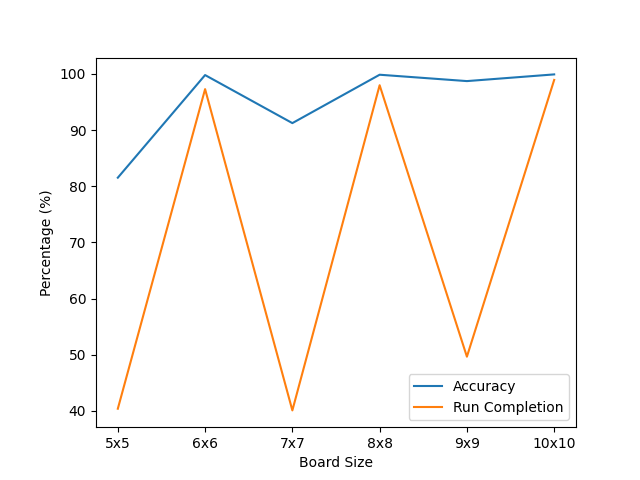 100
90
80
70
60
50
40
Percentage (%)
5x5 6x6 7x7 8x8 9x9 10x10
Board Size
Accuracy
Run Completion